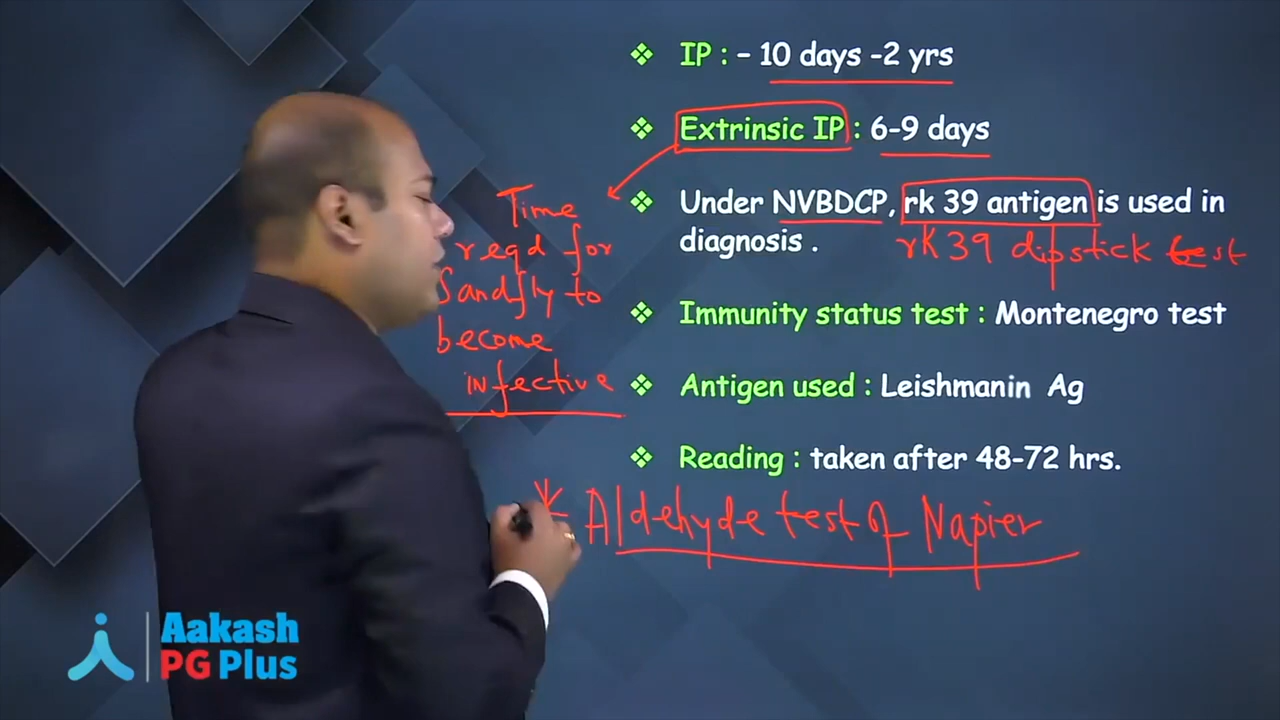 ❖ IP : - 10 days -2 yrs
❖ Extrinsic IP : 6-9 days
❖ Under NVBDCP, rk 39 antigen is used in
diagnosis .
rK 39 dipstick test
Time
reqd for
Sandfly to
become
infective
❖ Immunity status test : Montenegro test
❖ Antigen used : Leishmanin Ag
❖ Reading : taken after 48-72 hrs.
* Aldehyde test of Napier
Aakash
PG Plus